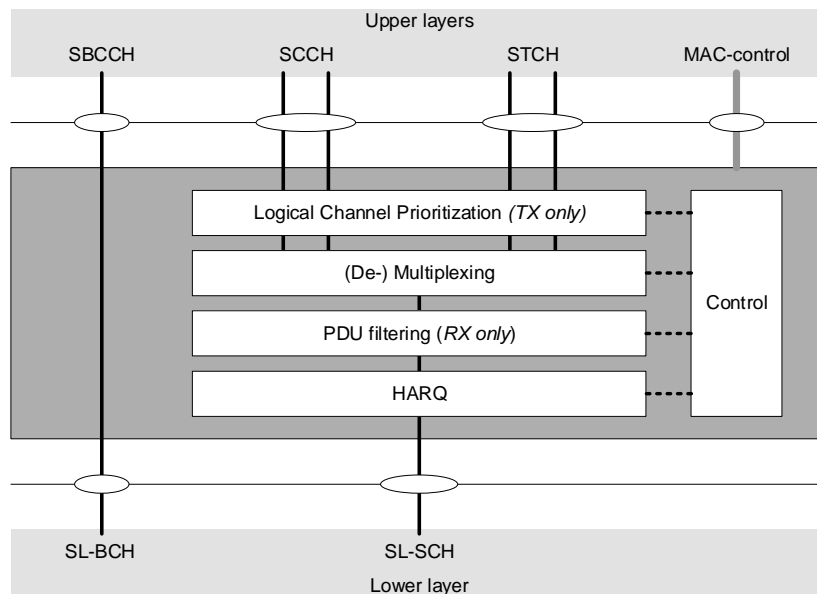 Upper layers
SBCCH SCCH STCH MAC-control
Logical Channel Prioritization (TX only)
(De-) Multiplexing
Control
PDU filtering (RX only)
HARQ
SL-BCH SL-SCH
Lower layer